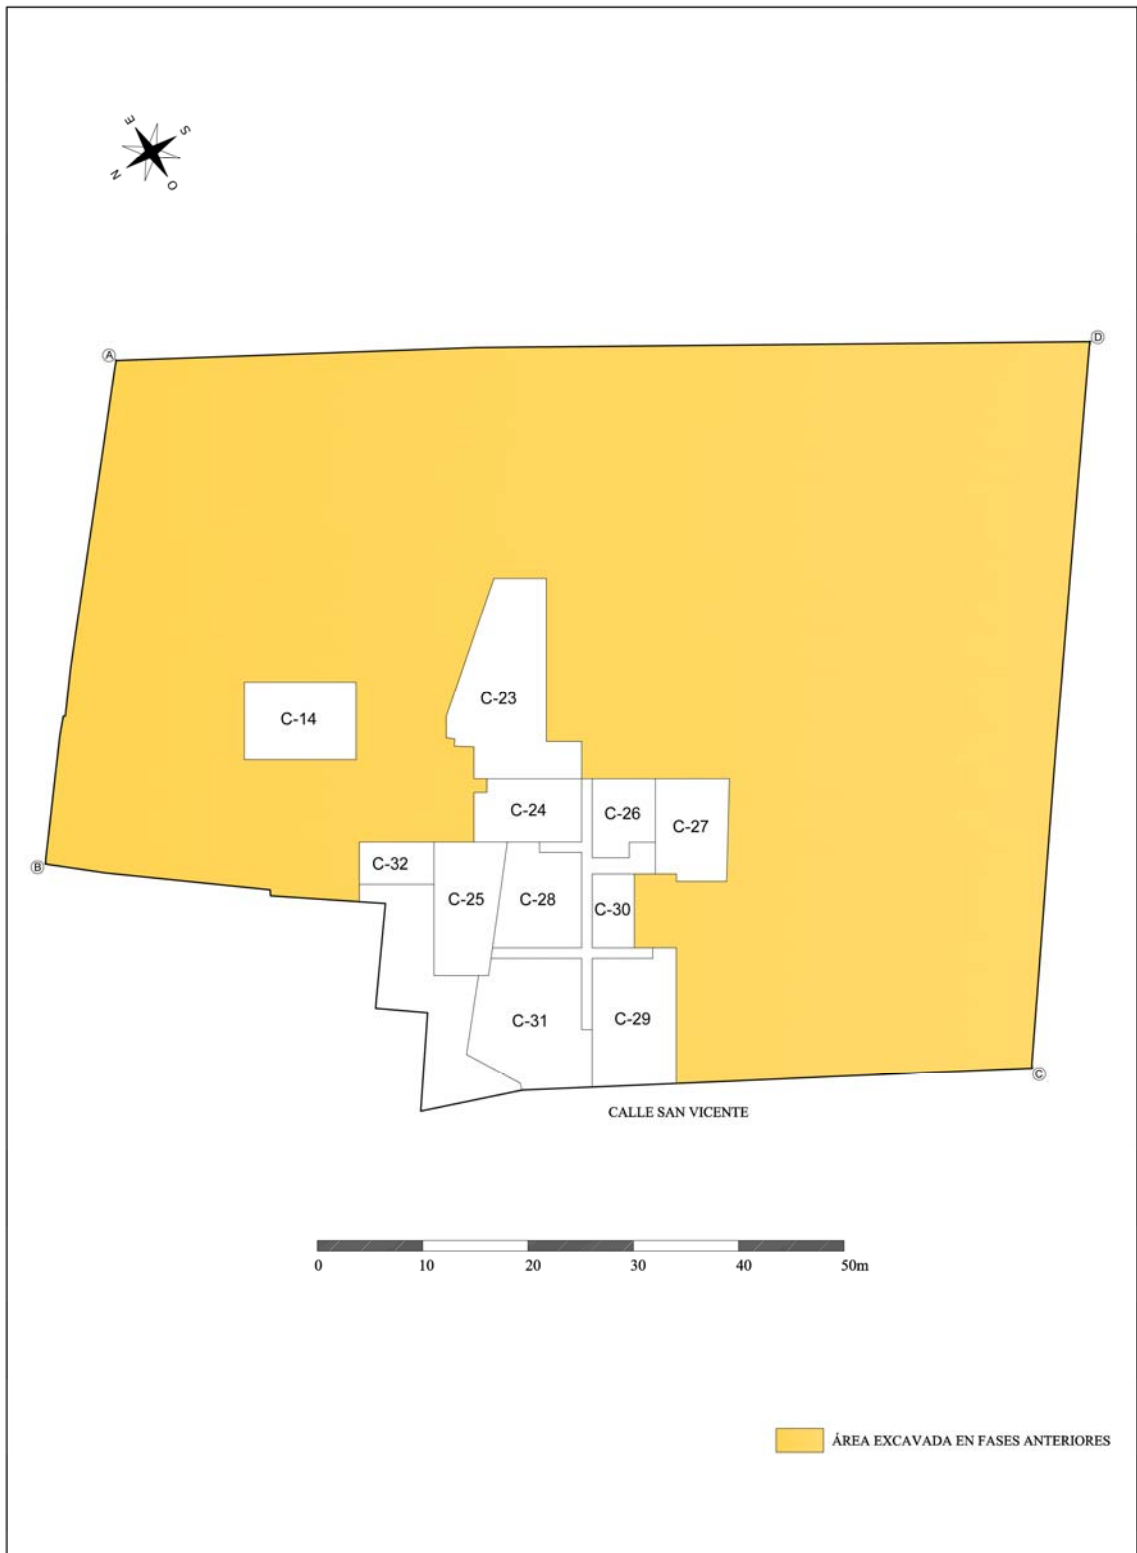 E
S
N
O
A
D
C-23
C-14
C-24
C-26
C-27
C-32
B
C-25
C-28
C-30
C-31
C-29
C
CALLE SAN VICENTE
0 10 20 30 40 50m
ÁREA EXCAVADA EN FASES ANTERIORES